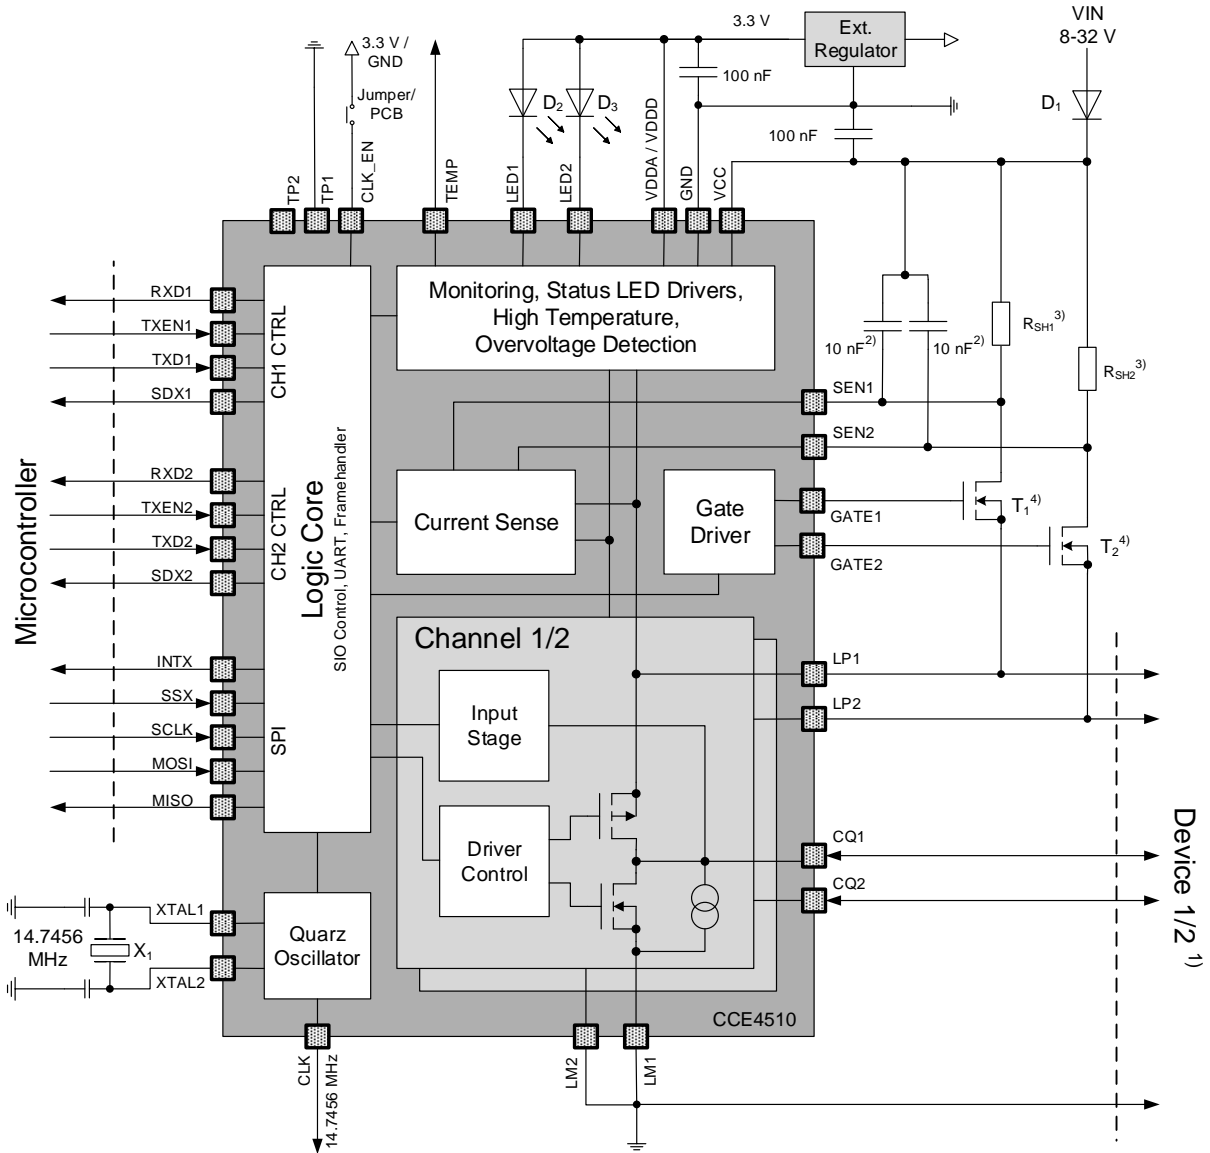 3.3 V /
GND
Jumper/
PCB
3.3 V
Ext.
Regulator
VIN
8-32 V
100 nF
D2
D3
D1
100 nF
TP2
TP1
CLK_EN
TEMP
LED1
LED2
VDDA / VDDD
GND
VCC
Microcontroller
RXD1
TXEN1
TXD1
SDX1
RXD2
TXEN2
TXD2
SDX2
INTX
SSX
SCLK
MOSI
MISO
CH1 CTRL
CH2 CTRL
SPI
Logic Core
SIO Control, UART, Framehandler
Monitoring, Status LED Drivers,
High Temperature,
Overvoltage Detection
10 nF2)
10 nF2)
RSH1 3)
RSH2 3)
SEN1
SEN2
Current Sense
Gate
Driver
GATE1
GATE2
T1 4)
T2 4)
Channel 1/2
Input
Stage
Driver
Control
LP1
LP2
CQ1
CQ2
Device 1/2 1)
XTAL1
14.7456
MHz
X1
XTAL2
Quarz
Oscillator
CCE4510
CLK
14.7456 MHz
LM2
LM1